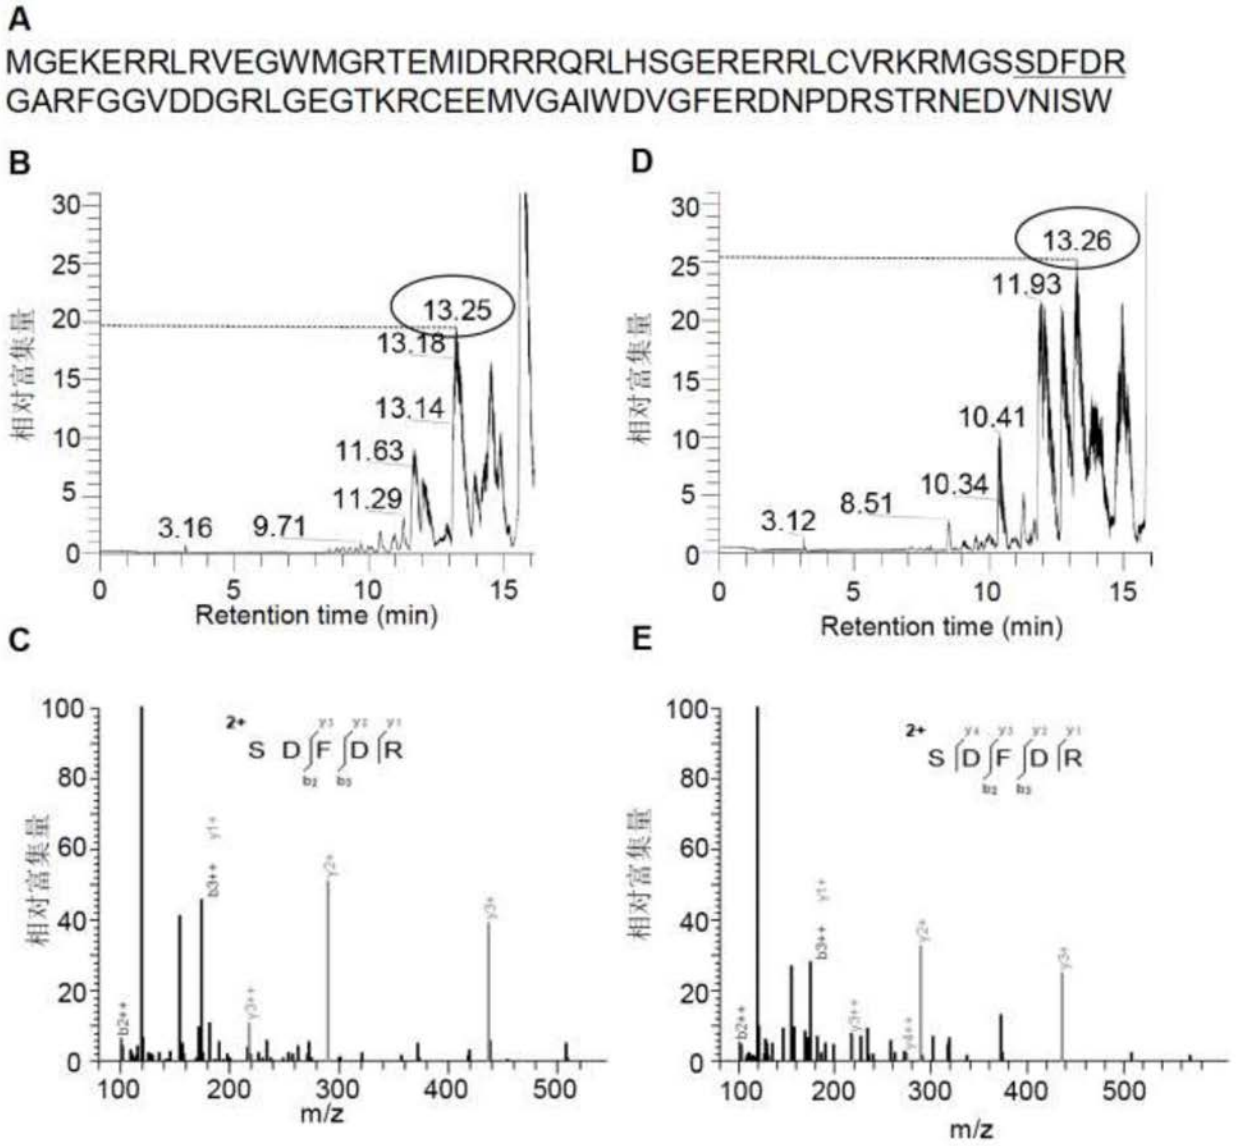 A
MGEKERRLRVEGWMGRTEMIDRRRQRLHSGERERRLCVRKRMGSSDFDR
GARFGGVDDGRLGEGTKRCEEMVGAIWDVGFERDNPDRSTRNEDVNISW
B
相对富集量
30
25
20
15
10
5
0
13.25
13.18
13.14
11.63
11.29
9.71
3.16
0 5 10 15
Retention time (min)
D
相对富集量
30
25
20
15
10
5
0
13.26
11.93
10.41
10.34
8.51
3.12
0 5 10 15
Retention time (min)
C
相对富集量
100
80
60
40
20
0
2+
y3 y2 y1
S D F D R
b2 b3
b2++
b3++ y1+
y3++
y2+
y3+
100 200 300 400 500
m/z
E
相对富集量
100
80
60
40
20
0
2+
y4 y3 y2 y1
S D F D R
b2 b3
b2++
b3++ y1+
y3++
y4++
y2+
y3+
100 200 300 400 500
m/z